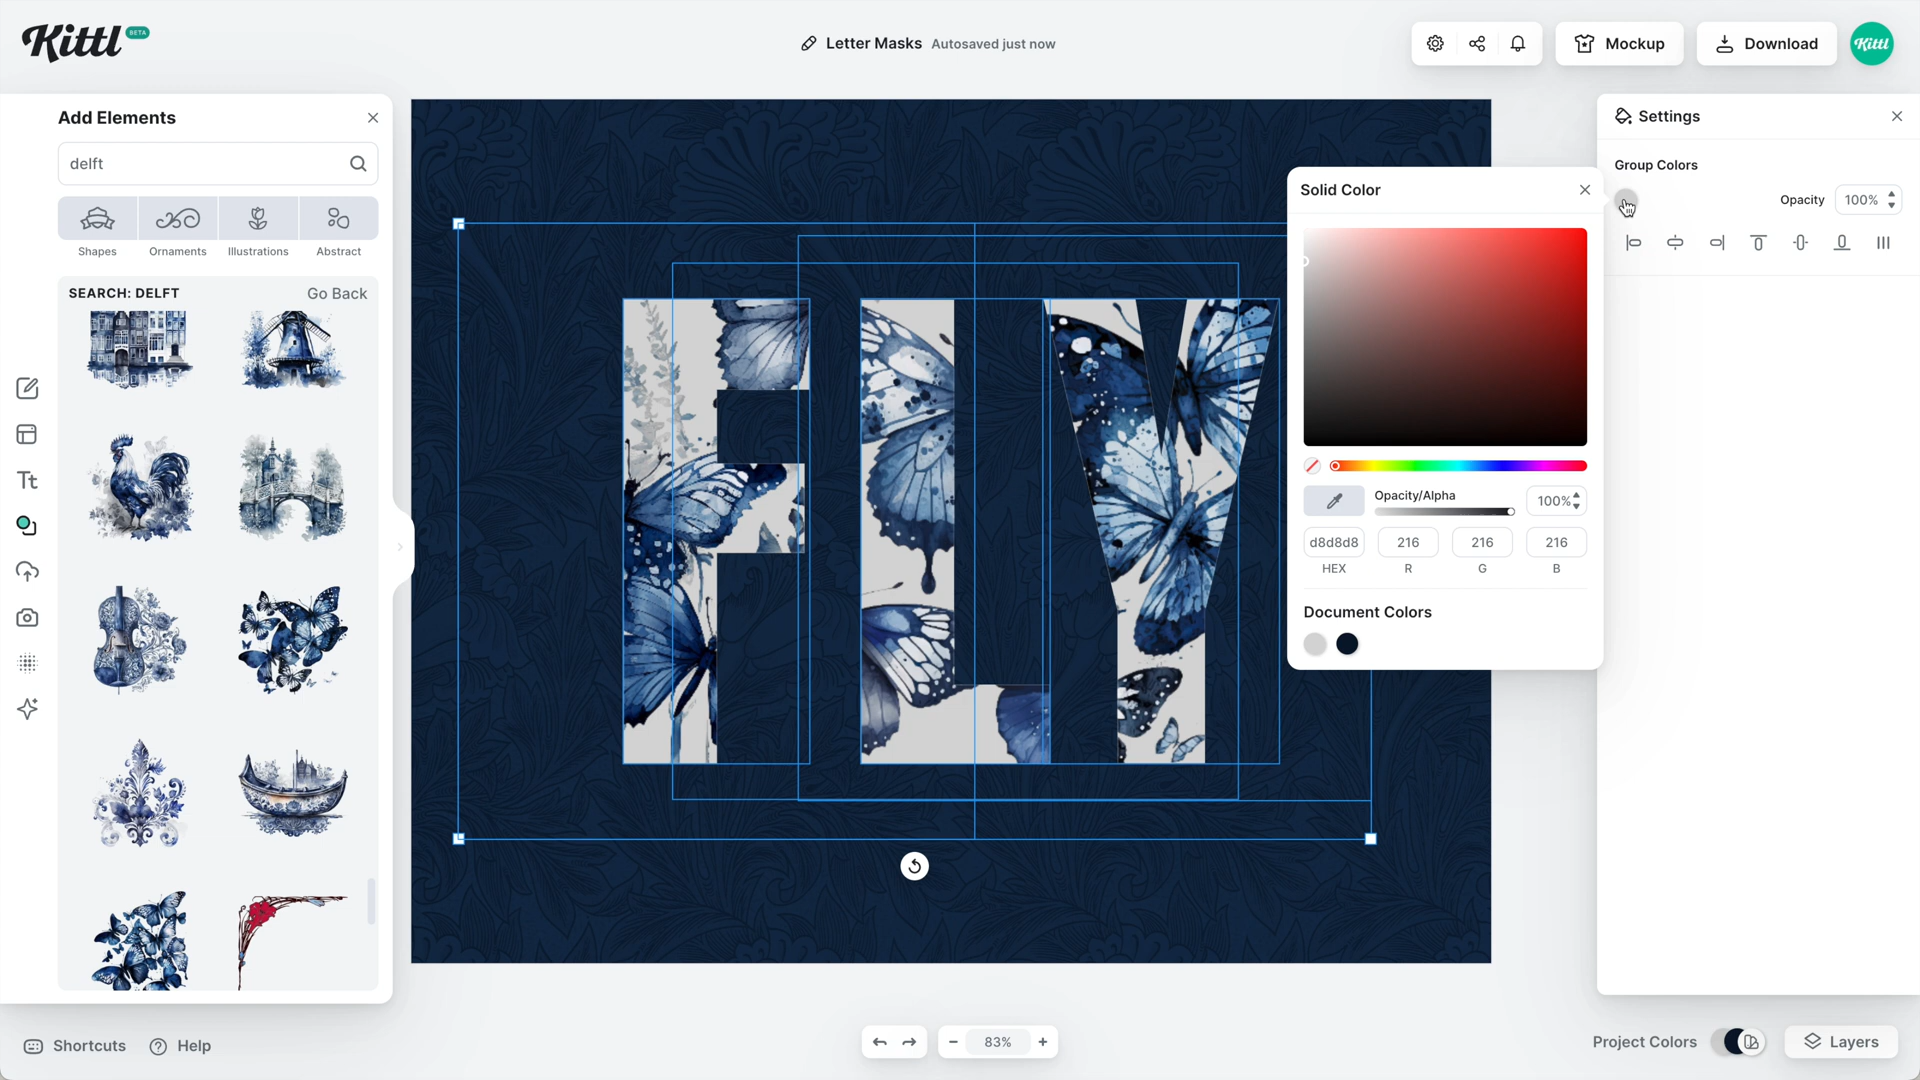 Kittl BETA
Letter Masks Autosaved just now
Mockup
Download
Kittl
Add Elements
delft
Shapes Ornaments Illustrations Abstract
SEARCH: DELFT Go Back
FLY
Solid Color
Opacity/Alpha
100%
d8d8d8 216 216 216
HEX R G B
Document Colors
Settings
Group Colors
Opacity 100%
Tt
Shortcuts Help
83%
Project Colors
Layers